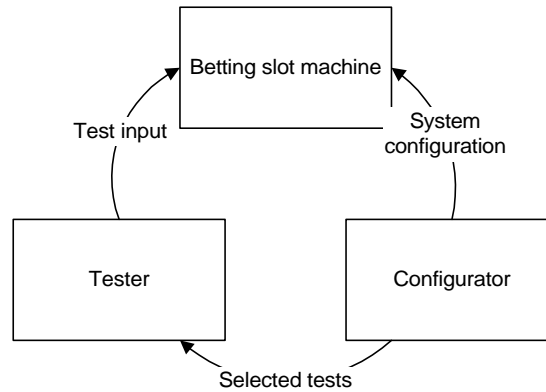 Betting slot machine
Test input
System
configuration
Tester
Configurator
Selected tests